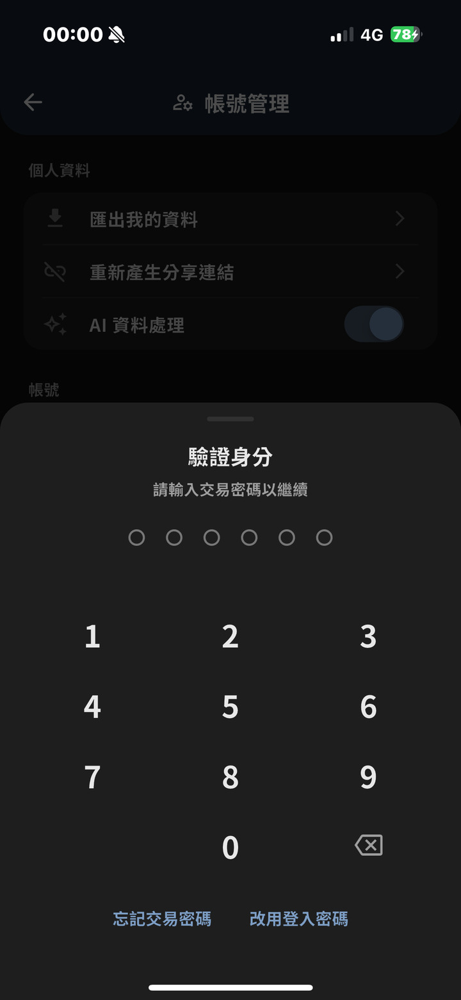 00:00
4G
78
帳號管理
個人資料
匯出我的資料
重新產生分享連結
AI 資料處理
帳號
驗證身分
請輸入交易密碼以繼續
1 2 3
4 5 6
7 8 9
0
忘記交易密碼 改用登入密碼